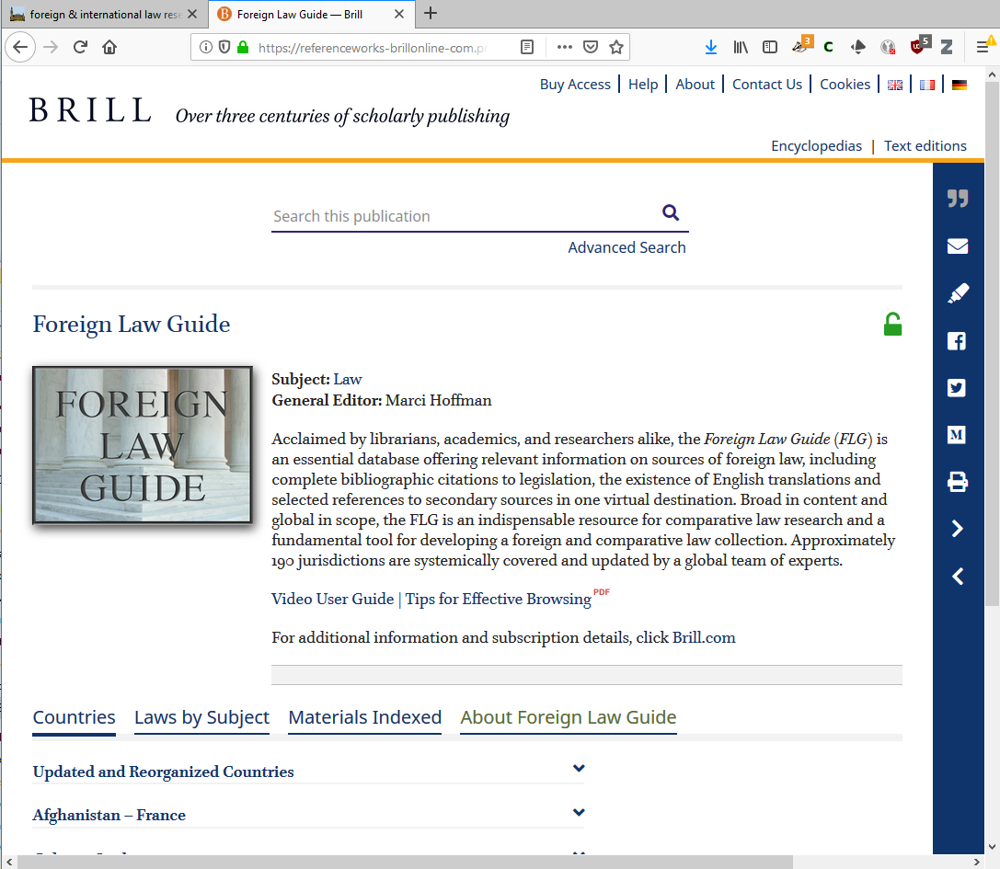 foreign & international law rese
Foreign Law Guide — Brill
https://referenceworks-brillonline-com.p
3
C
5
Z
Buy Access | Help | About | Contact Us | Cookies
BRILL
Over three centuries of scholarly publishing
Encyclopedias | Text editions
Search this publication
Advanced Search
Foreign Law Guide
FOREIGN
LAW
GUIDE
Subject: Law
General Editor: Marci Hoffman
Acclaimed by librarians, academics, and researchers alike, the Foreign Law Guide (FLG) is
an essential database offering relevant information on sources of foreign law, including
complete bibliographic citations to legislation, the existence of English translations and
selected references to secondary sources in one virtual destination. Broad in content and
global in scope, the FLG is an indispensable resource for comparative law research and a
fundamental tool for developing a foreign and comparative law collection. Approximately
190 jurisdictions are systemically covered and updated by a global team of experts.
Video User Guide | Tips for Effective Browsing PDF
For additional information and subscription details, click Brill.com
Countries
Laws by Subject
Materials Indexed
About Foreign Law Guide
Updated and Reorganized Countries
Afghanistan – France
M